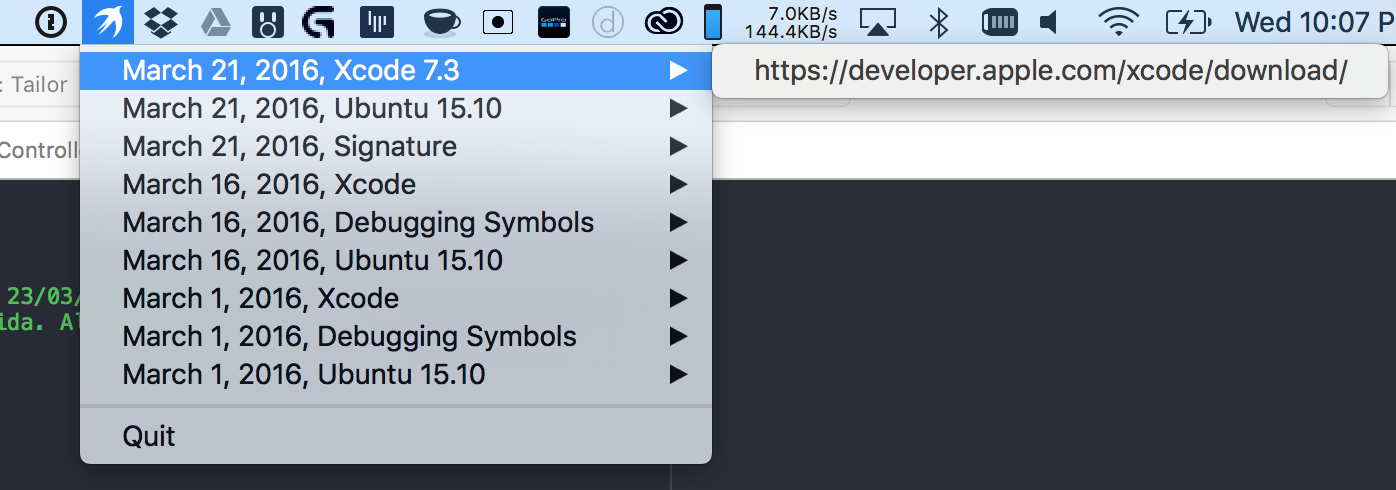 GoPro
7.0KB/s
144.4KB/s
Wed 10:07 P
: Tailor
March 21, 2016, Xcode 7.3
https://developer.apple.com/xcode/download/
March 21, 2016, Ubuntu 15.10
Controll
March 21, 2016, Signature
March 16, 2016, Xcode
March 16, 2016, Debugging Symbols
March 16, 2016, Ubuntu 15.10
23/03/
March 1, 2016, Xcode
ida. Al
March 1, 2016, Debugging Symbols
March 1, 2016, Ubuntu 15.10
Quit